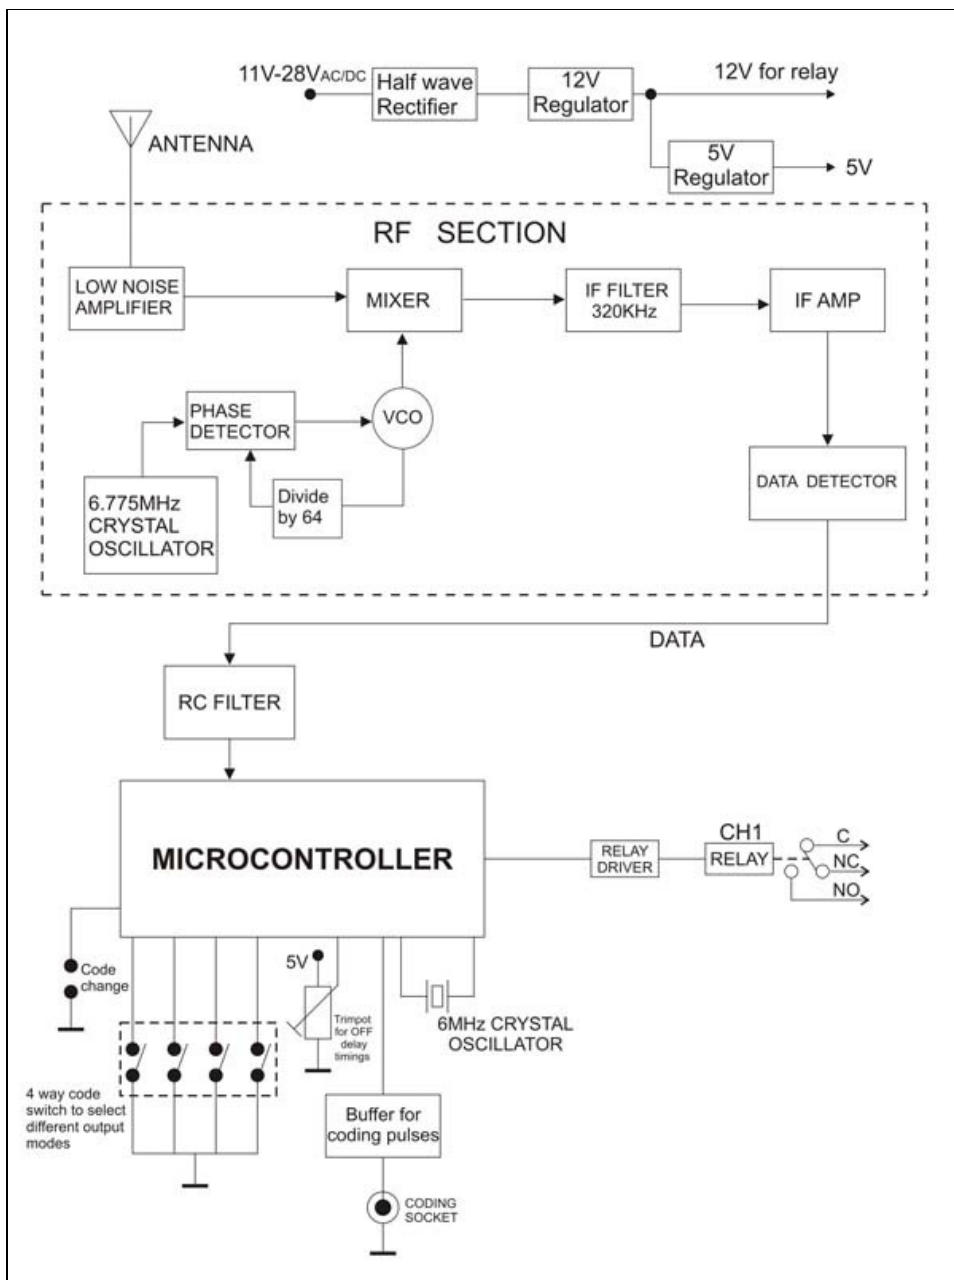 11V-28VAC/DC
Half wave
Rectifier
12V
Regulator
12V for relay
5V
Regulator
5V
ANTENNA
RF SECTION
LOW NOISE
AMPLIFIER
MIXER
IF FILTER
320KHz
IF AMP
PHASE
DETECTOR
VCO
DATA DETECTOR
6.775MHz
CRYSTAL
OSCILLATOR
Divide
by 64
DATA
RC FILTER
MICROCONTROLLER
RELAY
DRIVER
CH1
RELAY
C
NC
NO
Code
change
5V
Trimpot
for OFF
delay
timings
6MHz CRYSTAL
OSCILLATOR
4 way code
switch to select
different output
modes
Buffer for
coding pulses
CODING
SOCKET